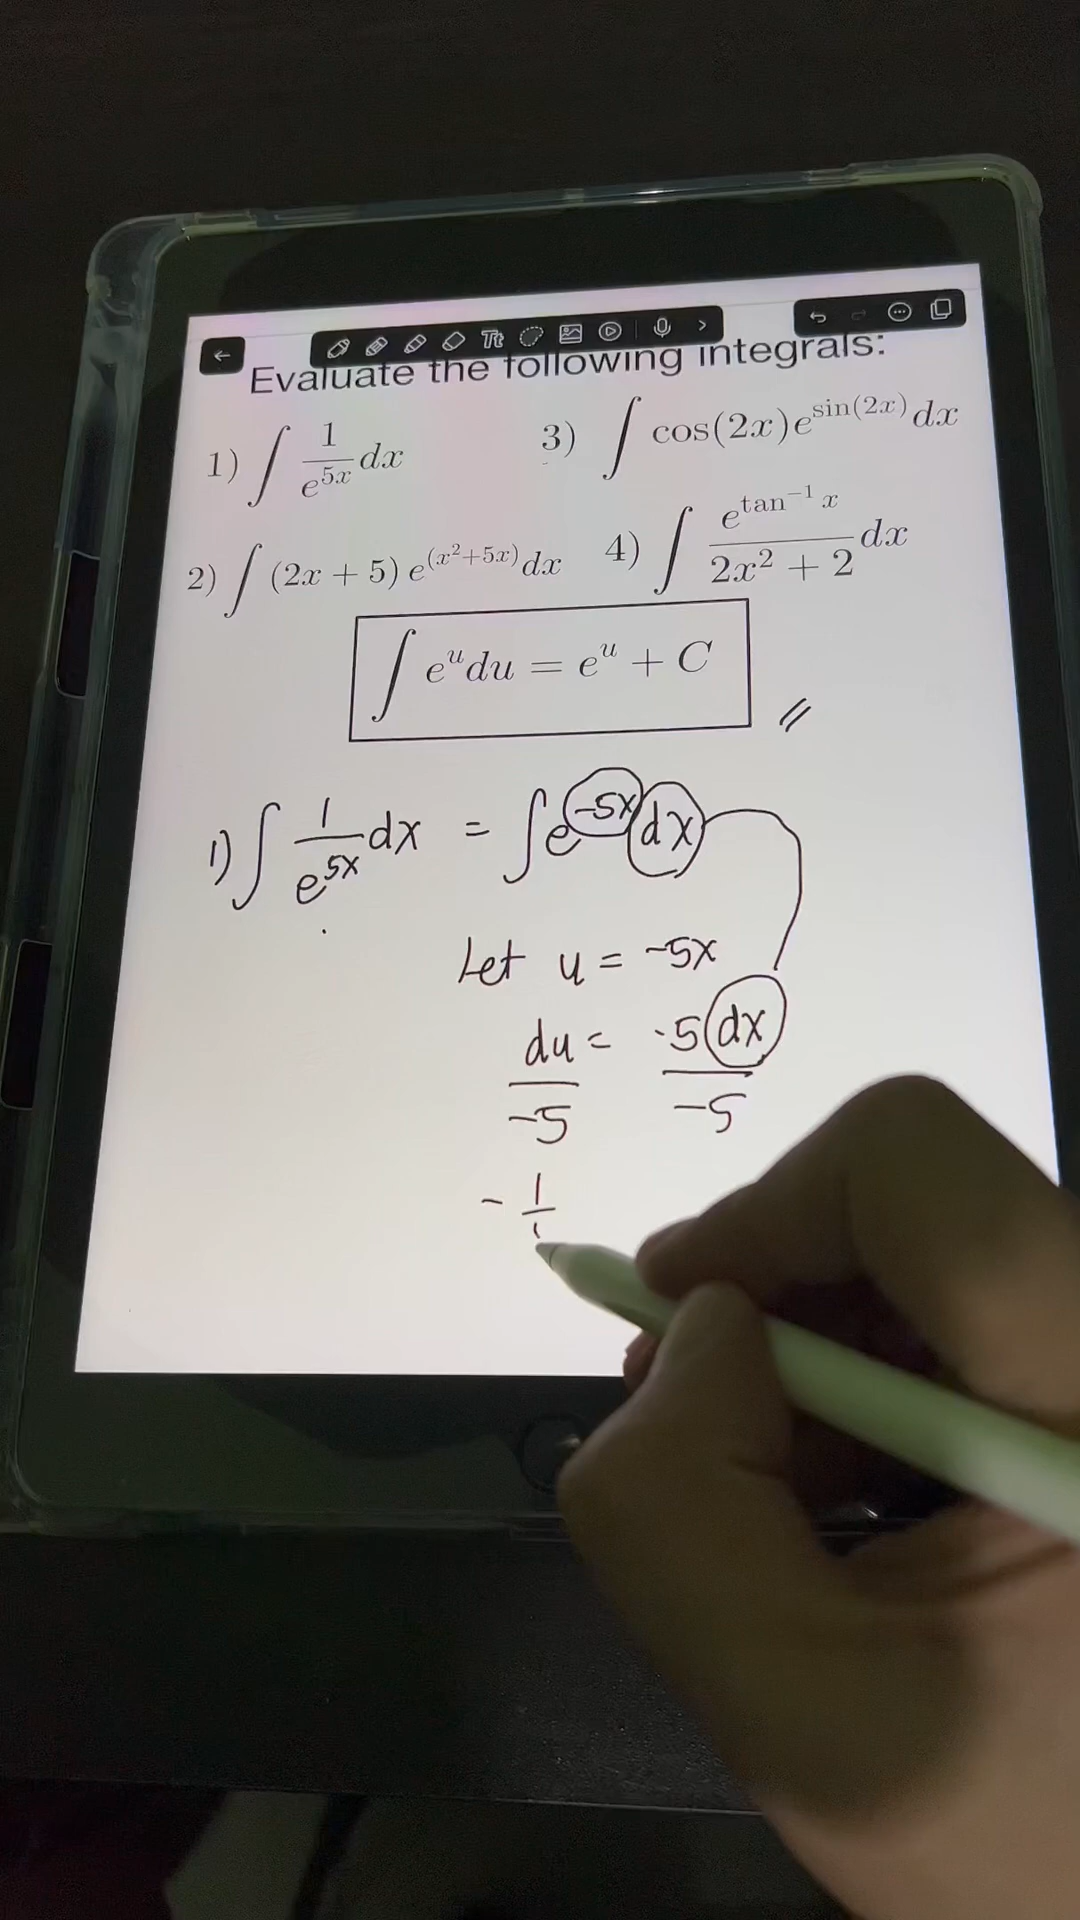 Evaluate the following integrals:
1) ∫ 1/e^{5x} dx
3) ∫ cos(2x)e^{sin(2x)} dx
2) ∫ (2x + 5) e^{(x²+5x)} dx
4) ∫ e^{tan⁻¹ x}/(2x² + 2) dx
∫ e^u du = e^u + C
1) ∫ 1/e^{5x} dx = ∫ e^{-5x} dx
Let u = -5x
du/-5 = -5 dx/-5
- 1/